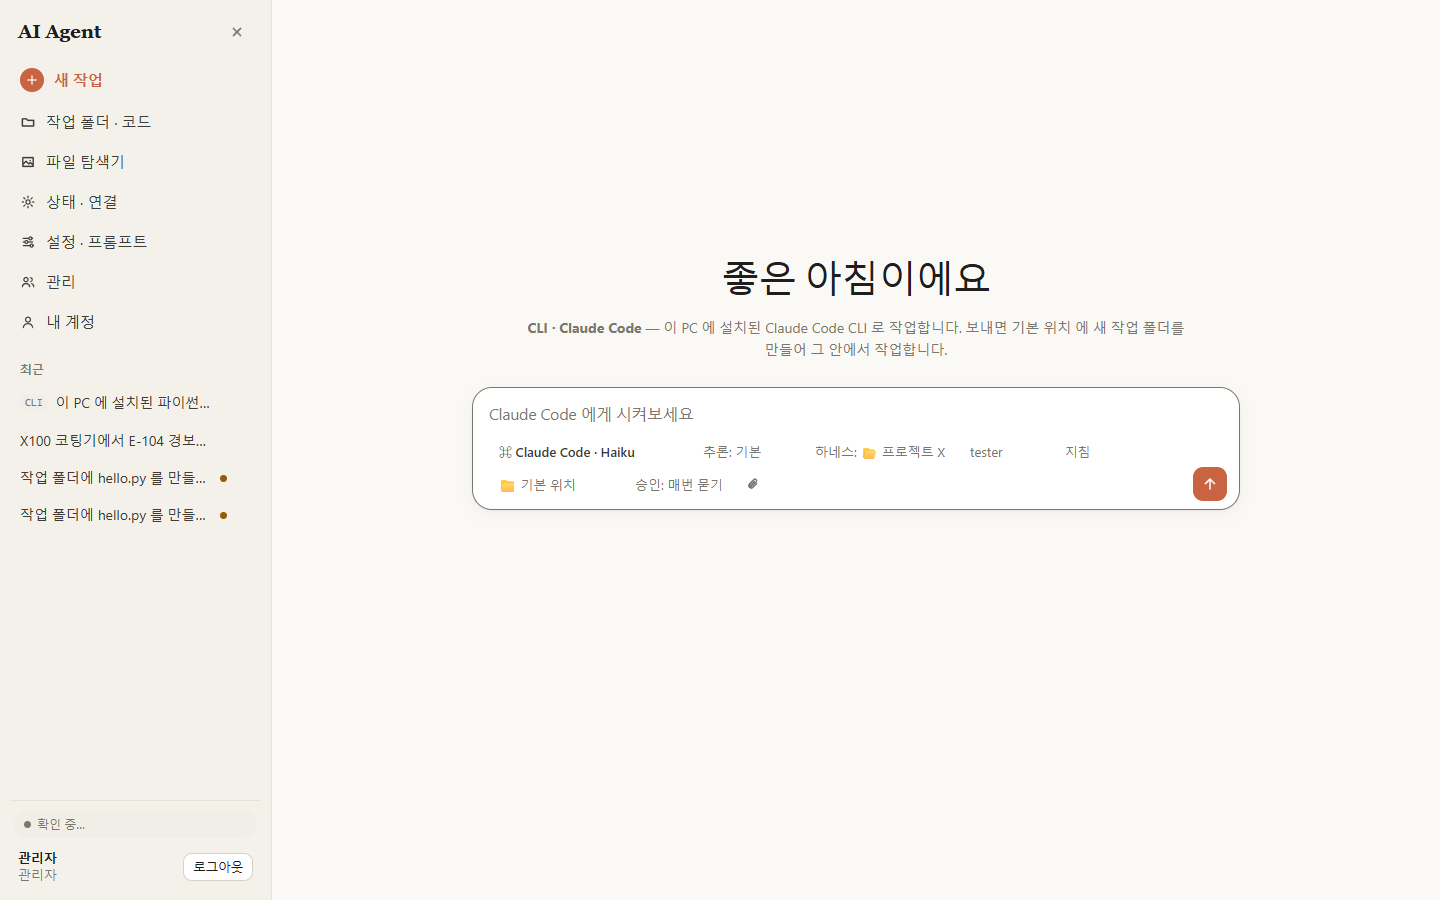 AI Agent
새 작업
작업 폴더 · 코드
파일 탐색기
상태 · 연결
설정 · 프롬프트
관리
내 계정
최근
CLI 이 PC 에 설치된 파이썬...
X100 코팅기에서 E-104 경보...
작업 폴더에 hello.py 를 만들...
작업 폴더에 hello.py 를 만들...
확인 중...
관리자
관리자
로그아웃
좋은 아침이에요
CLI · Claude Code — 이 PC 에 설치된 Claude Code CLI 로 작업합니다. 보내면 기본 위치 에 새 작업 폴더를
만들어 그 안에서 작업합니다.
Claude Code 에게 시켜보세요
⌘ Claude Code · Haiku 추론: 기본 하네스: 📁 프로젝트 X tester 지침
📁 기본 위치 승인: 매번 묻기